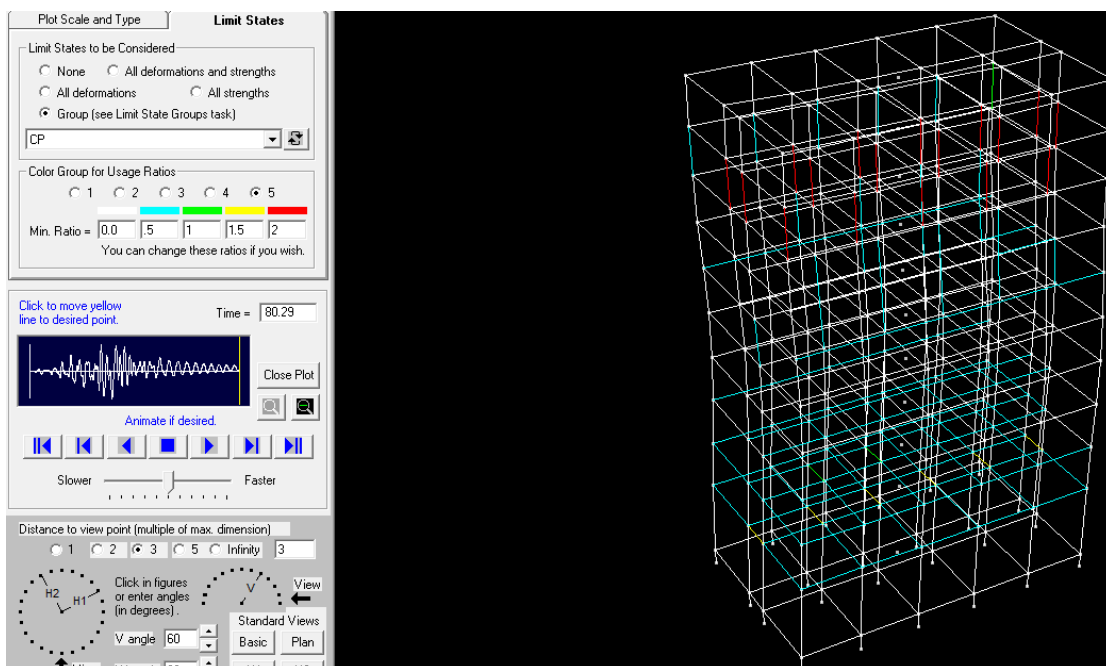 Plot Scale and Type
Limit States
Limit States to be Considered
None
All deformations and strengths
All deformations
All strengths
Group (see Limit State Groups task)
CP
Color Group for Usage Ratios
1 2 3 4 5
Min. Ratio = 0.0 .5 1 1.5 2
You can change these ratios if you wish.
Click to move yellow
line to desired point.
Time = 80.29
Close Plot
Animate if desired.
Slower
Faster
Distance to view point (multiple of max. dimension)
1 2 3 5 Infinity 3
H2 H1
Click in figures
or enter angles
(in degrees) .
V
View
V angle 60
Standard Views
Basic
Plan